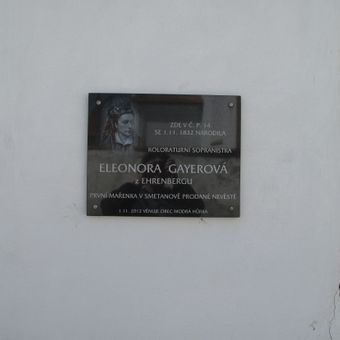 ZDE V Č. P. 14
SE 1. 11. 1832 NARODILA
KOLORATURNÍ SOPRANISTKA
ELEONORA GAYEROVÁ
z EHRENBERGU
PRVNÍ MAŘENKA V SMETANOVĚ PRODANÉ NEVĚSTĚ
1. 11. 2012 VĚNUJE OBEC MODRÁ HŮRKA